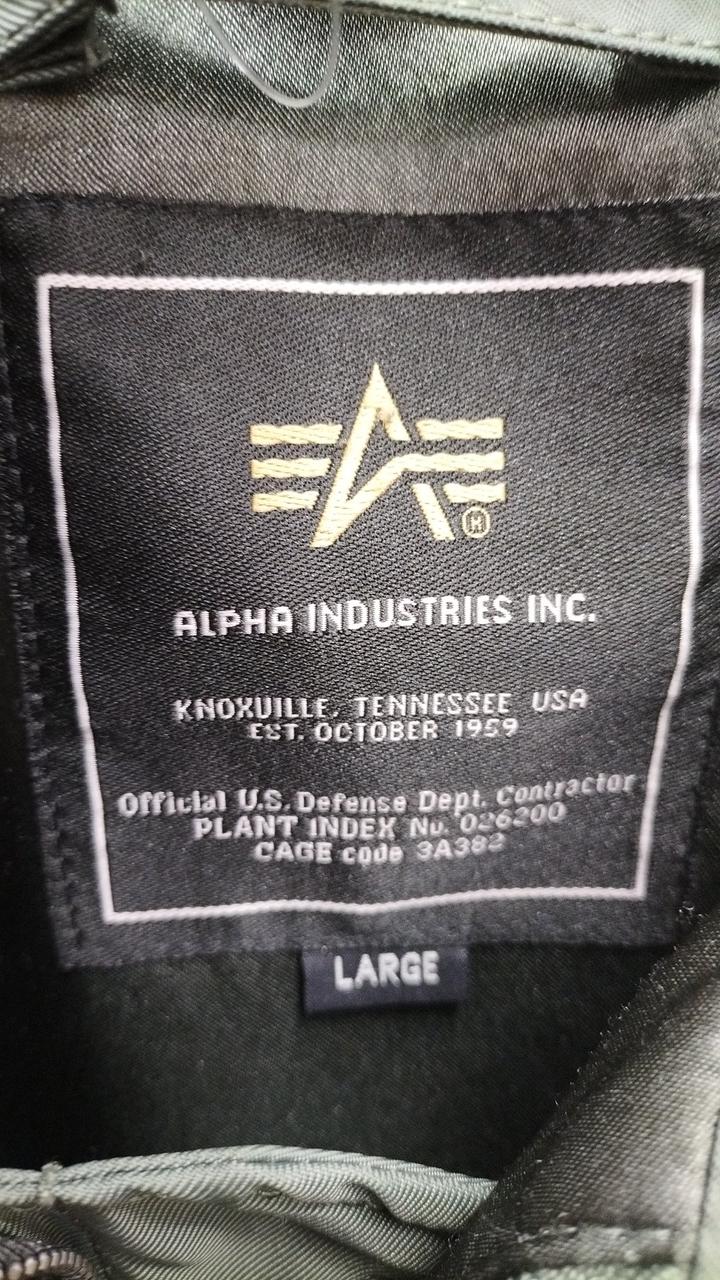 ALPHA INDUSTRIES INC.
KNOXVILLE, TENNESSEE USA
EST. OCTOBER 1959
Official U.S. Defense Dept. Contractor
PLANT INDEX No. 026200
CAGE code 3A382
LARGE